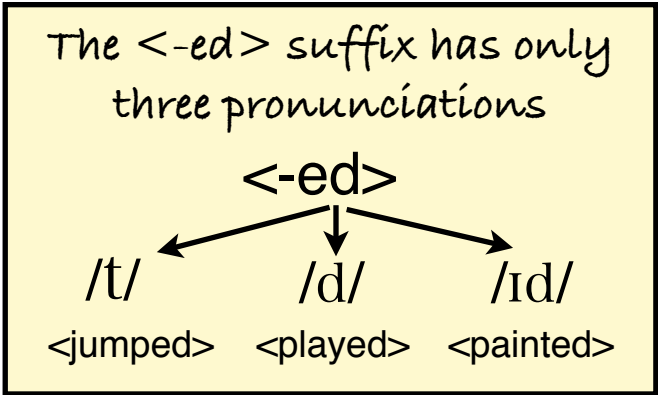 The <-ed> suffix has only
three pronunciations
<-ed>
/t/ /d/ /ɪd/
<jumped> <played> <painted>